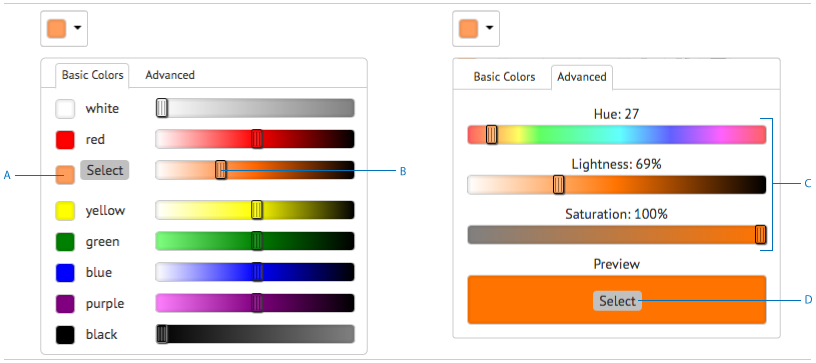 Basic Colors Advanced
white
red
A Select B
yellow
green
blue
purple
black
Basic Colors Advanced
Hue: 27
Lightness: 69%
C
Saturation: 100%
Preview
Select D